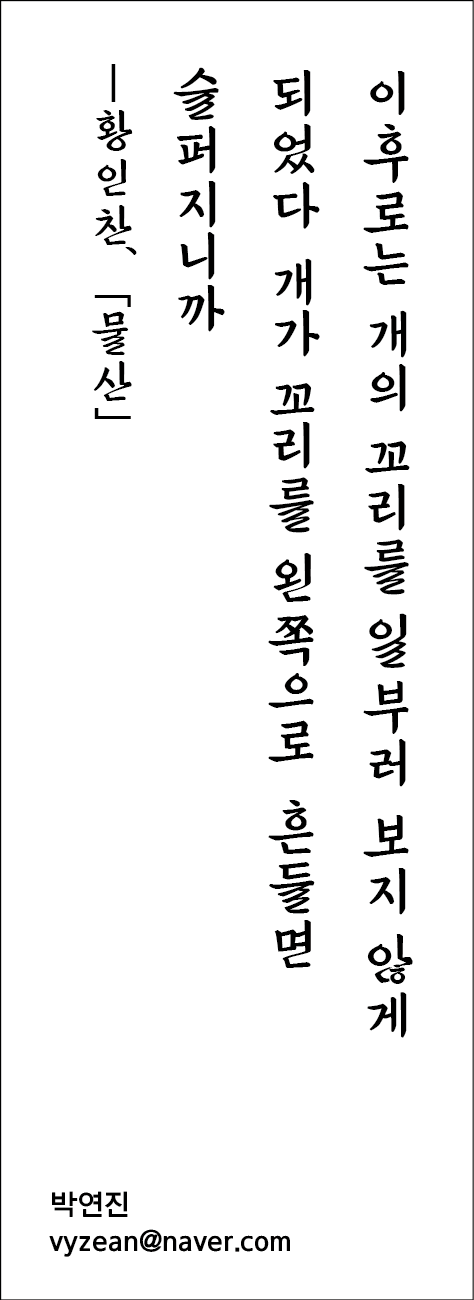 이후로는 개의 꼬리를 일부러 보지 않게
되었다 개가 꼬리를 왼쪽으로 흔들면
슬퍼지니까
—황인찬, 「물산」
박연진
vyzean@naver.com